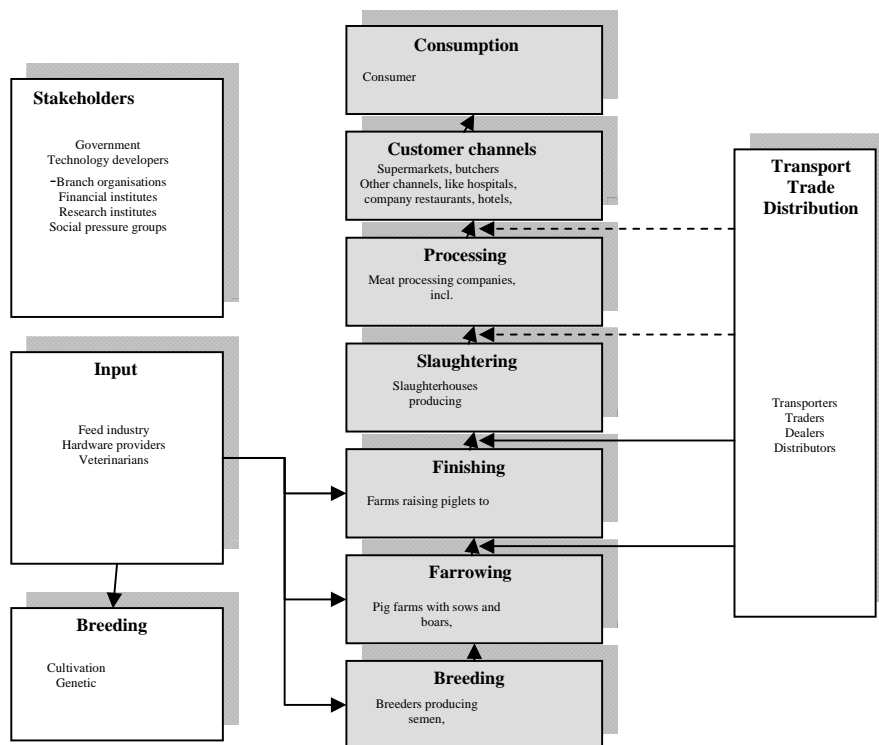 Stakeholders
Government
Technology developers
-Branch organisations
Financial institutes
Research institutes
Social pressure groups
Input
Feed industry
Hardware providers
Veterinarians
Breeding
Cultivation
Genetic
Consumption
Consumer
Customer channels
Supermarkets, butchers
Other channels, like hospitals,
company restaurants, hotels,
Processing
Meat processing companies,
incl.
Slaughtering
Slaughterhouses
producing
Finishing
Farms raising piglets to
Farrowing
Pig farms with sows and
boars,
Breeding
Breeders producing
semen,
Transport
Trade
Distribution
Transporters
Traders
Dealers
Distributors